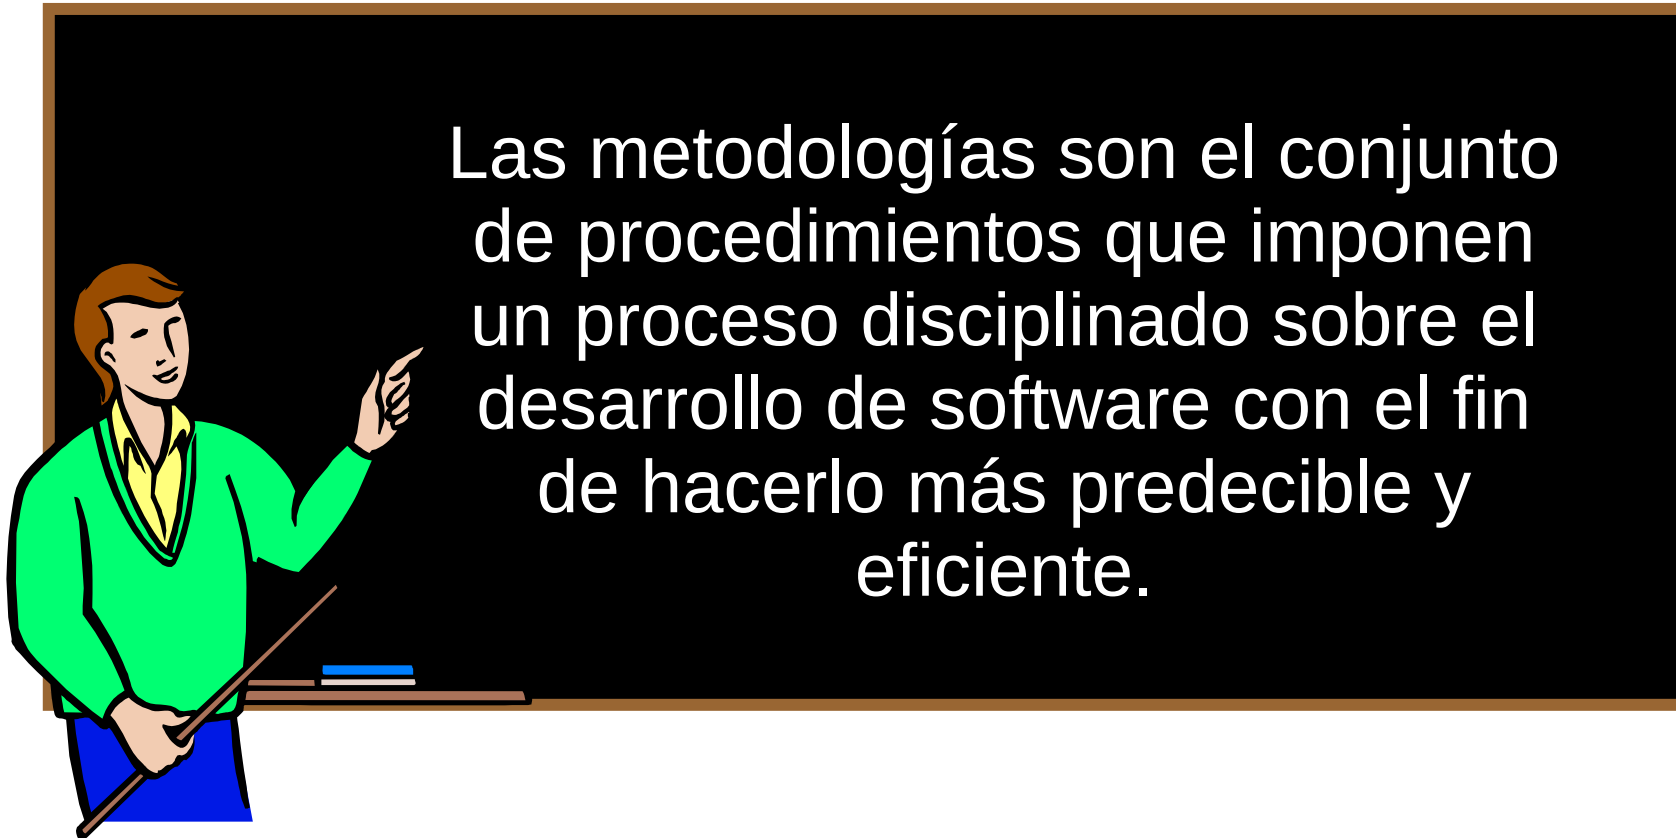 Las metodologías son el conjunto
de procedimientos que imponen
un proceso disciplinado sobre el
desarrollo de software con el fin
de hacerlo más predecible y
eficiente.